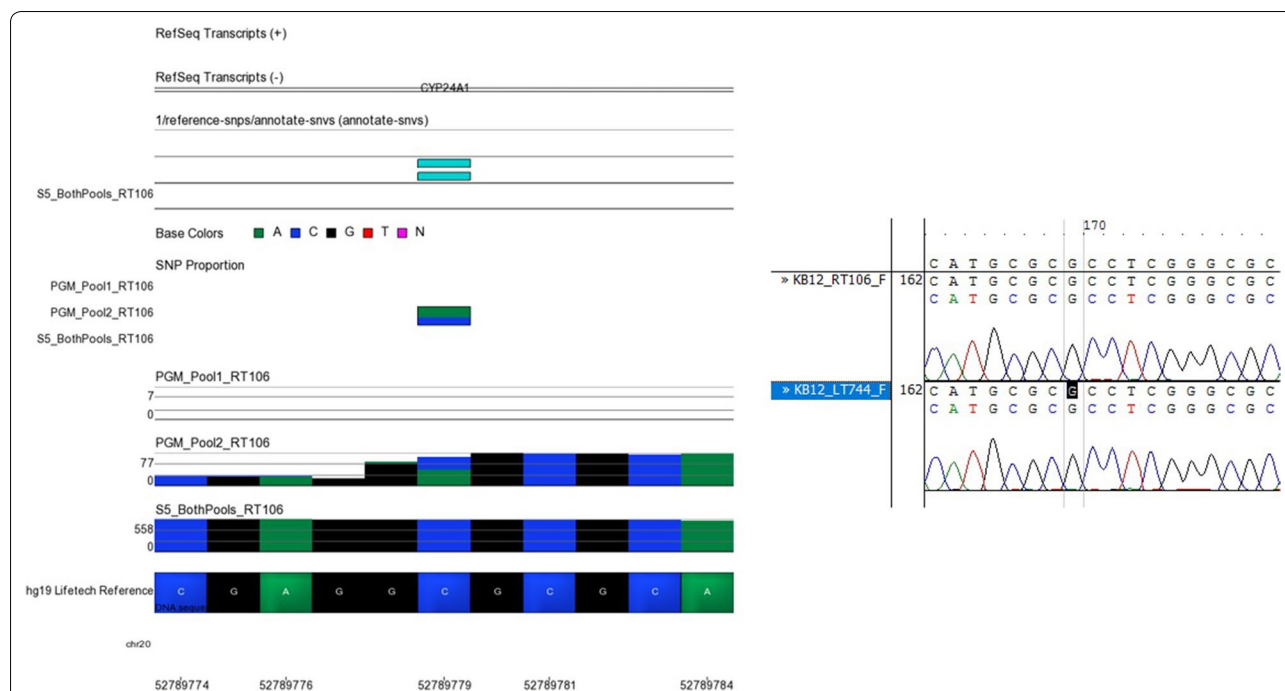 RefSeq Transcripts (+)
RefSeq Transcripts (-)
CYP24A1
1/reference-snps/annotate-snvs (annotate-snvs)
S5_BothPools_RT106
Base Colors A C G T N
SNP Proportion
PGM_Pool1_RT106
PGM_Pool2_RT106
S5_BothPools_RT106
PGM_Pool1_RT106
7
0
PGM_Pool2_RT106
77
0
S5_BothPools_RT106
558
0
hg19 Lifetech Reference C G A G G C G C G C A
DNA seque
chr20
52789774 52789776 52789779 52789781 52789784
170
C A T G C G C G C C T C G G G C G C
» KB12_RT106_F 162 C A T G C G C G C C T C G G G C G C
C A T G C G C G C C T C G G G C G C
» KB12_LT744_F 162 C A T G C G C G C C T C G G G C G C
C A T G C G C G C C T C G G G C G C